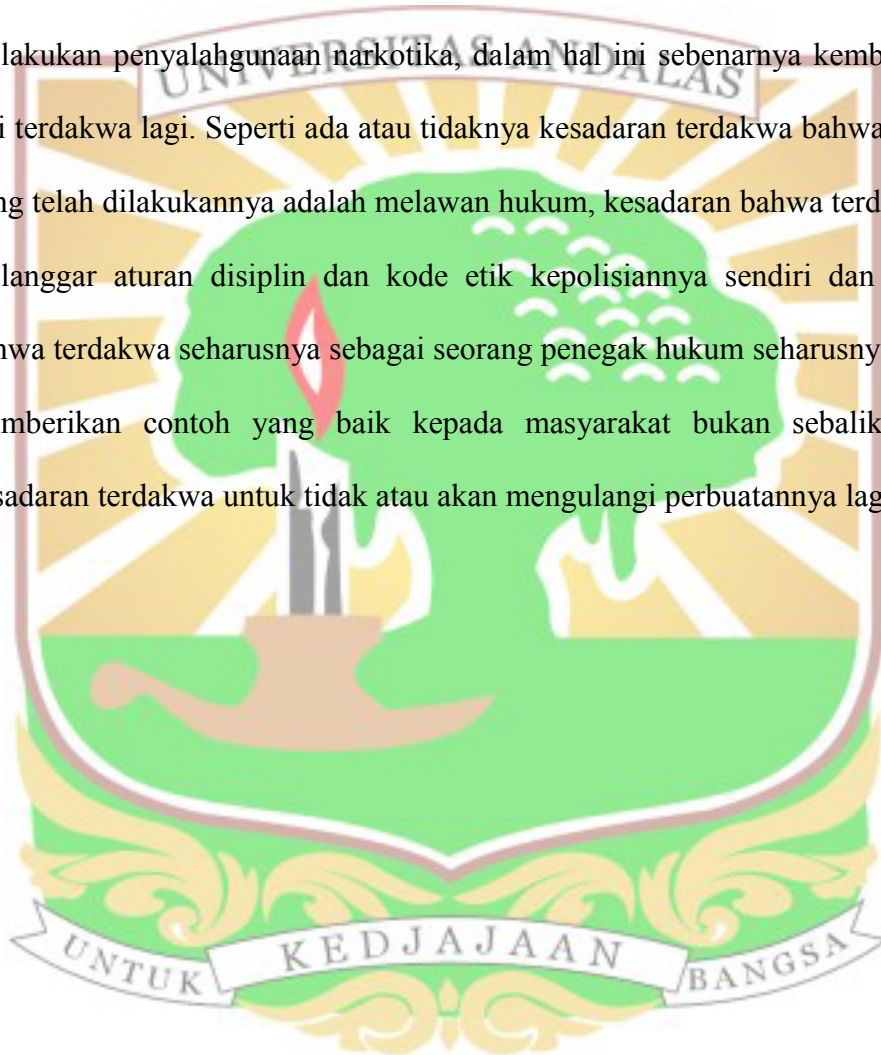 UNIVERSITAS ANDALAS
lakukan penyalahgunaan narkotika, dalam hal ini sebenarnya kemb
i terdakwa lagi. Seperti ada atau tidaknya kesadaran terdakwa bahwa
ng telah dilakukannya adalah melawan hukum, kesadaran bahwa terd
langgar aturan disiplin dan kode etik kepolisiannya sendiri dan
wa terdakwa seharusnya sebagai seorang penegak hukum seharusny
mberikan contoh yang baik kepada masyarakat bukan sebalik
sadaran terdakwa untuk tidak atau akan mengulangi perbuatannya lag
UNTUK KEDJAJAAN BANGSA